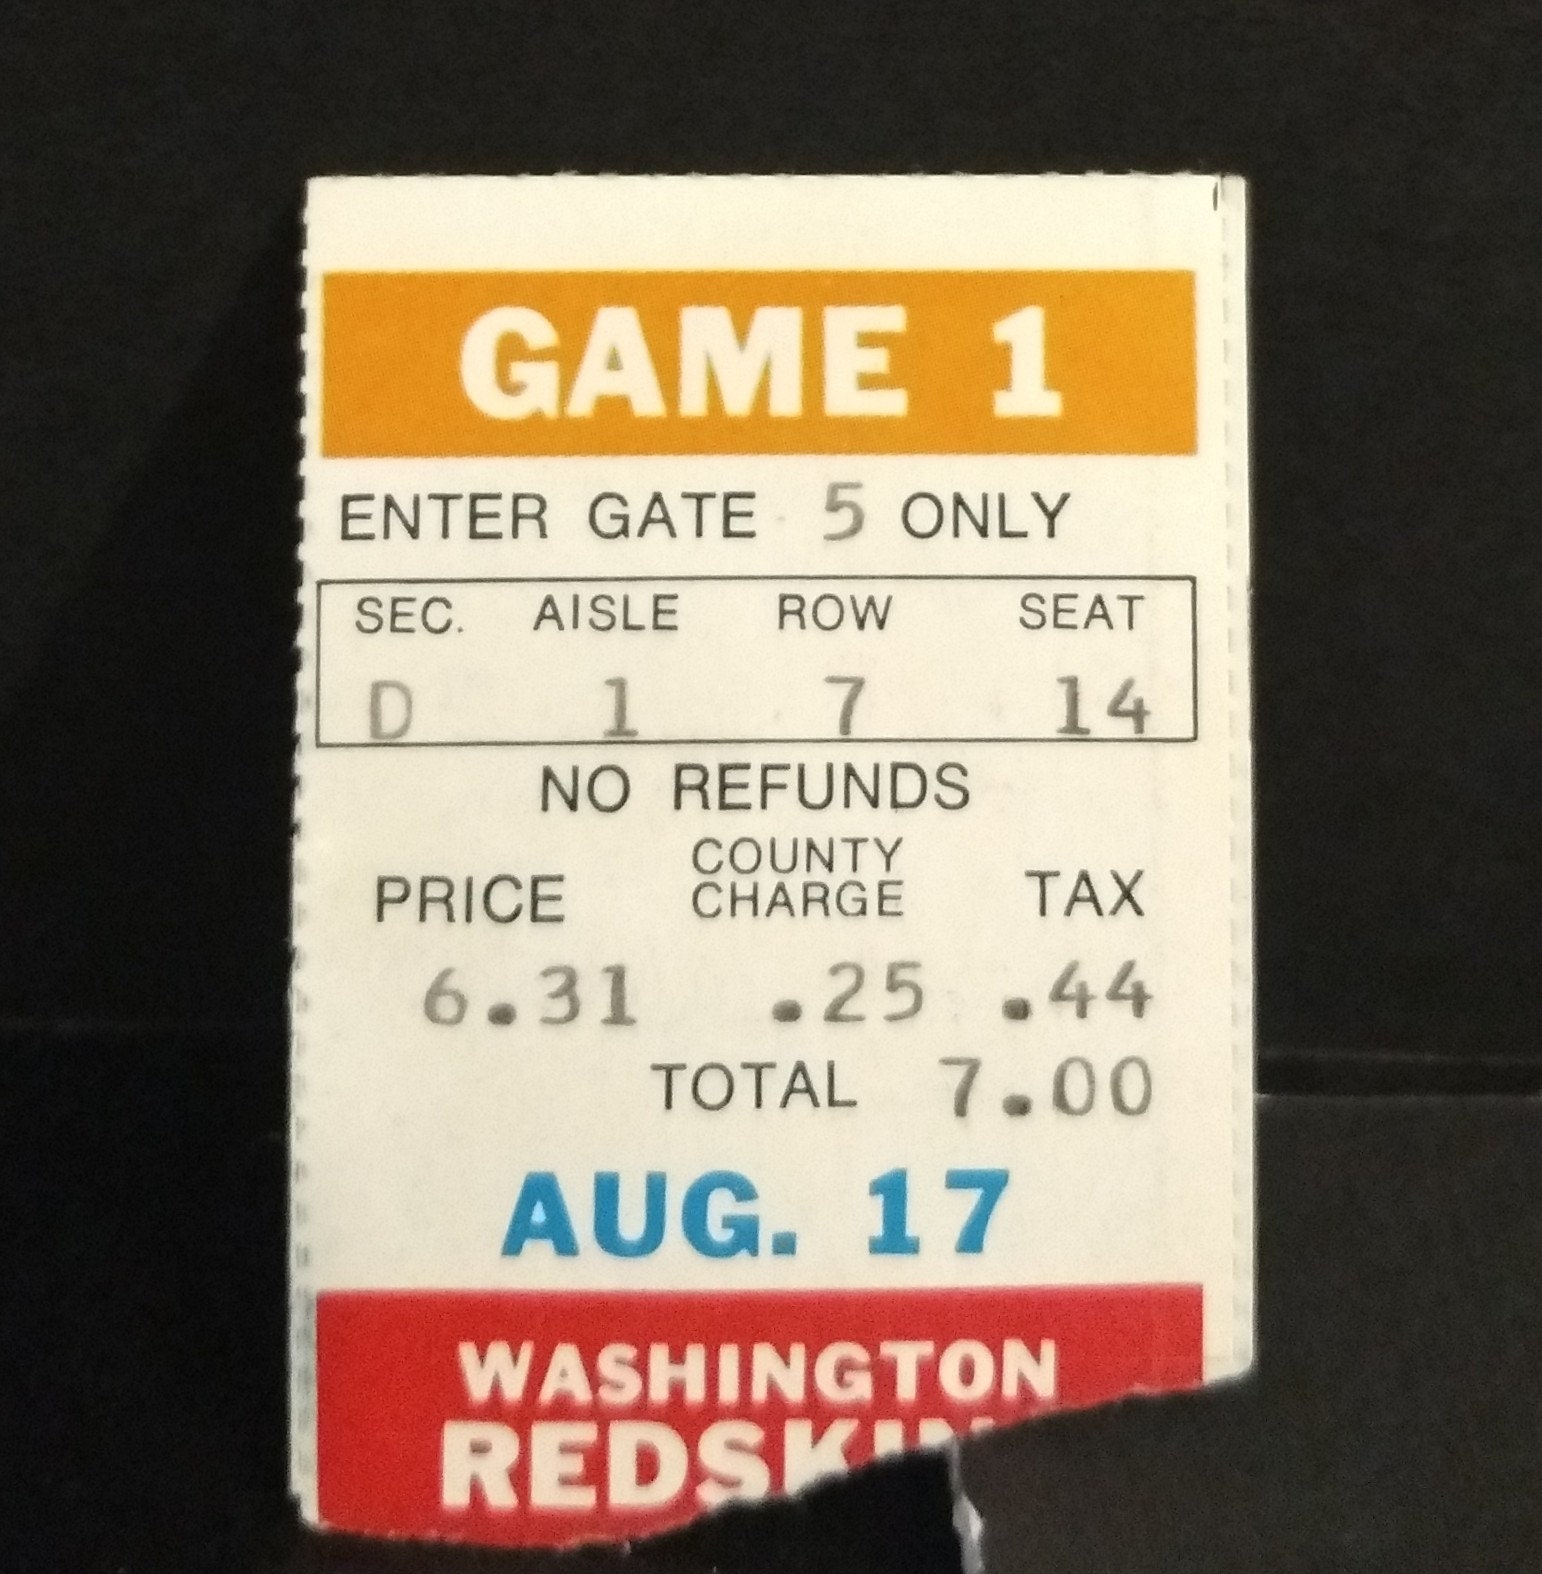 GAME 1
ENTER GATE 5 ONLY
SEC. AISLE ROW SEAT
D 1 7 14
NO REFUNDS
PRICE COUNTY CHARGE TAX
6.31 .25 .44
TOTAL 7.00
AUG. 17
WASHINGTON